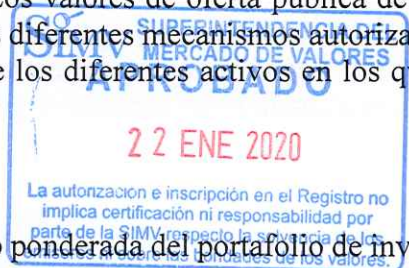 Los valores de oferta pública de
diferentes mecanismos autoriza
SIMV SUPERINTENDENCIA DEL
MERCADO DE VALORES
e los diferentes activos en los qu
APROBADO
22 ENE 2020
La autorización e inscripción en el Registro no
implica certificación ni responsabilidad por
parte de la SIMV respecto la solvencia de los
emisores ni sobre las bondades de los valores.
ponderada del portafolio de inv